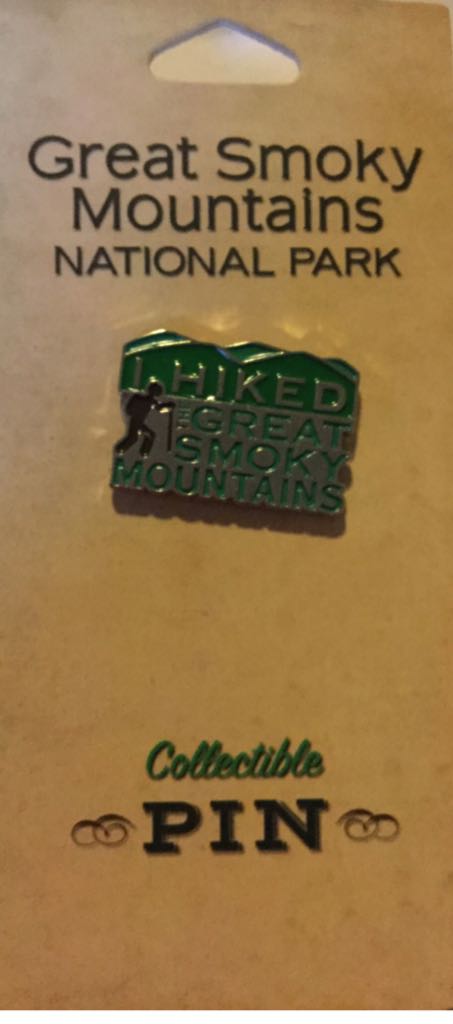 Great Smoky
Mountains
NATIONAL PARK
I HIKED
THE GREAT
SMOKY
MOUNTAINS
Collectible
PIN